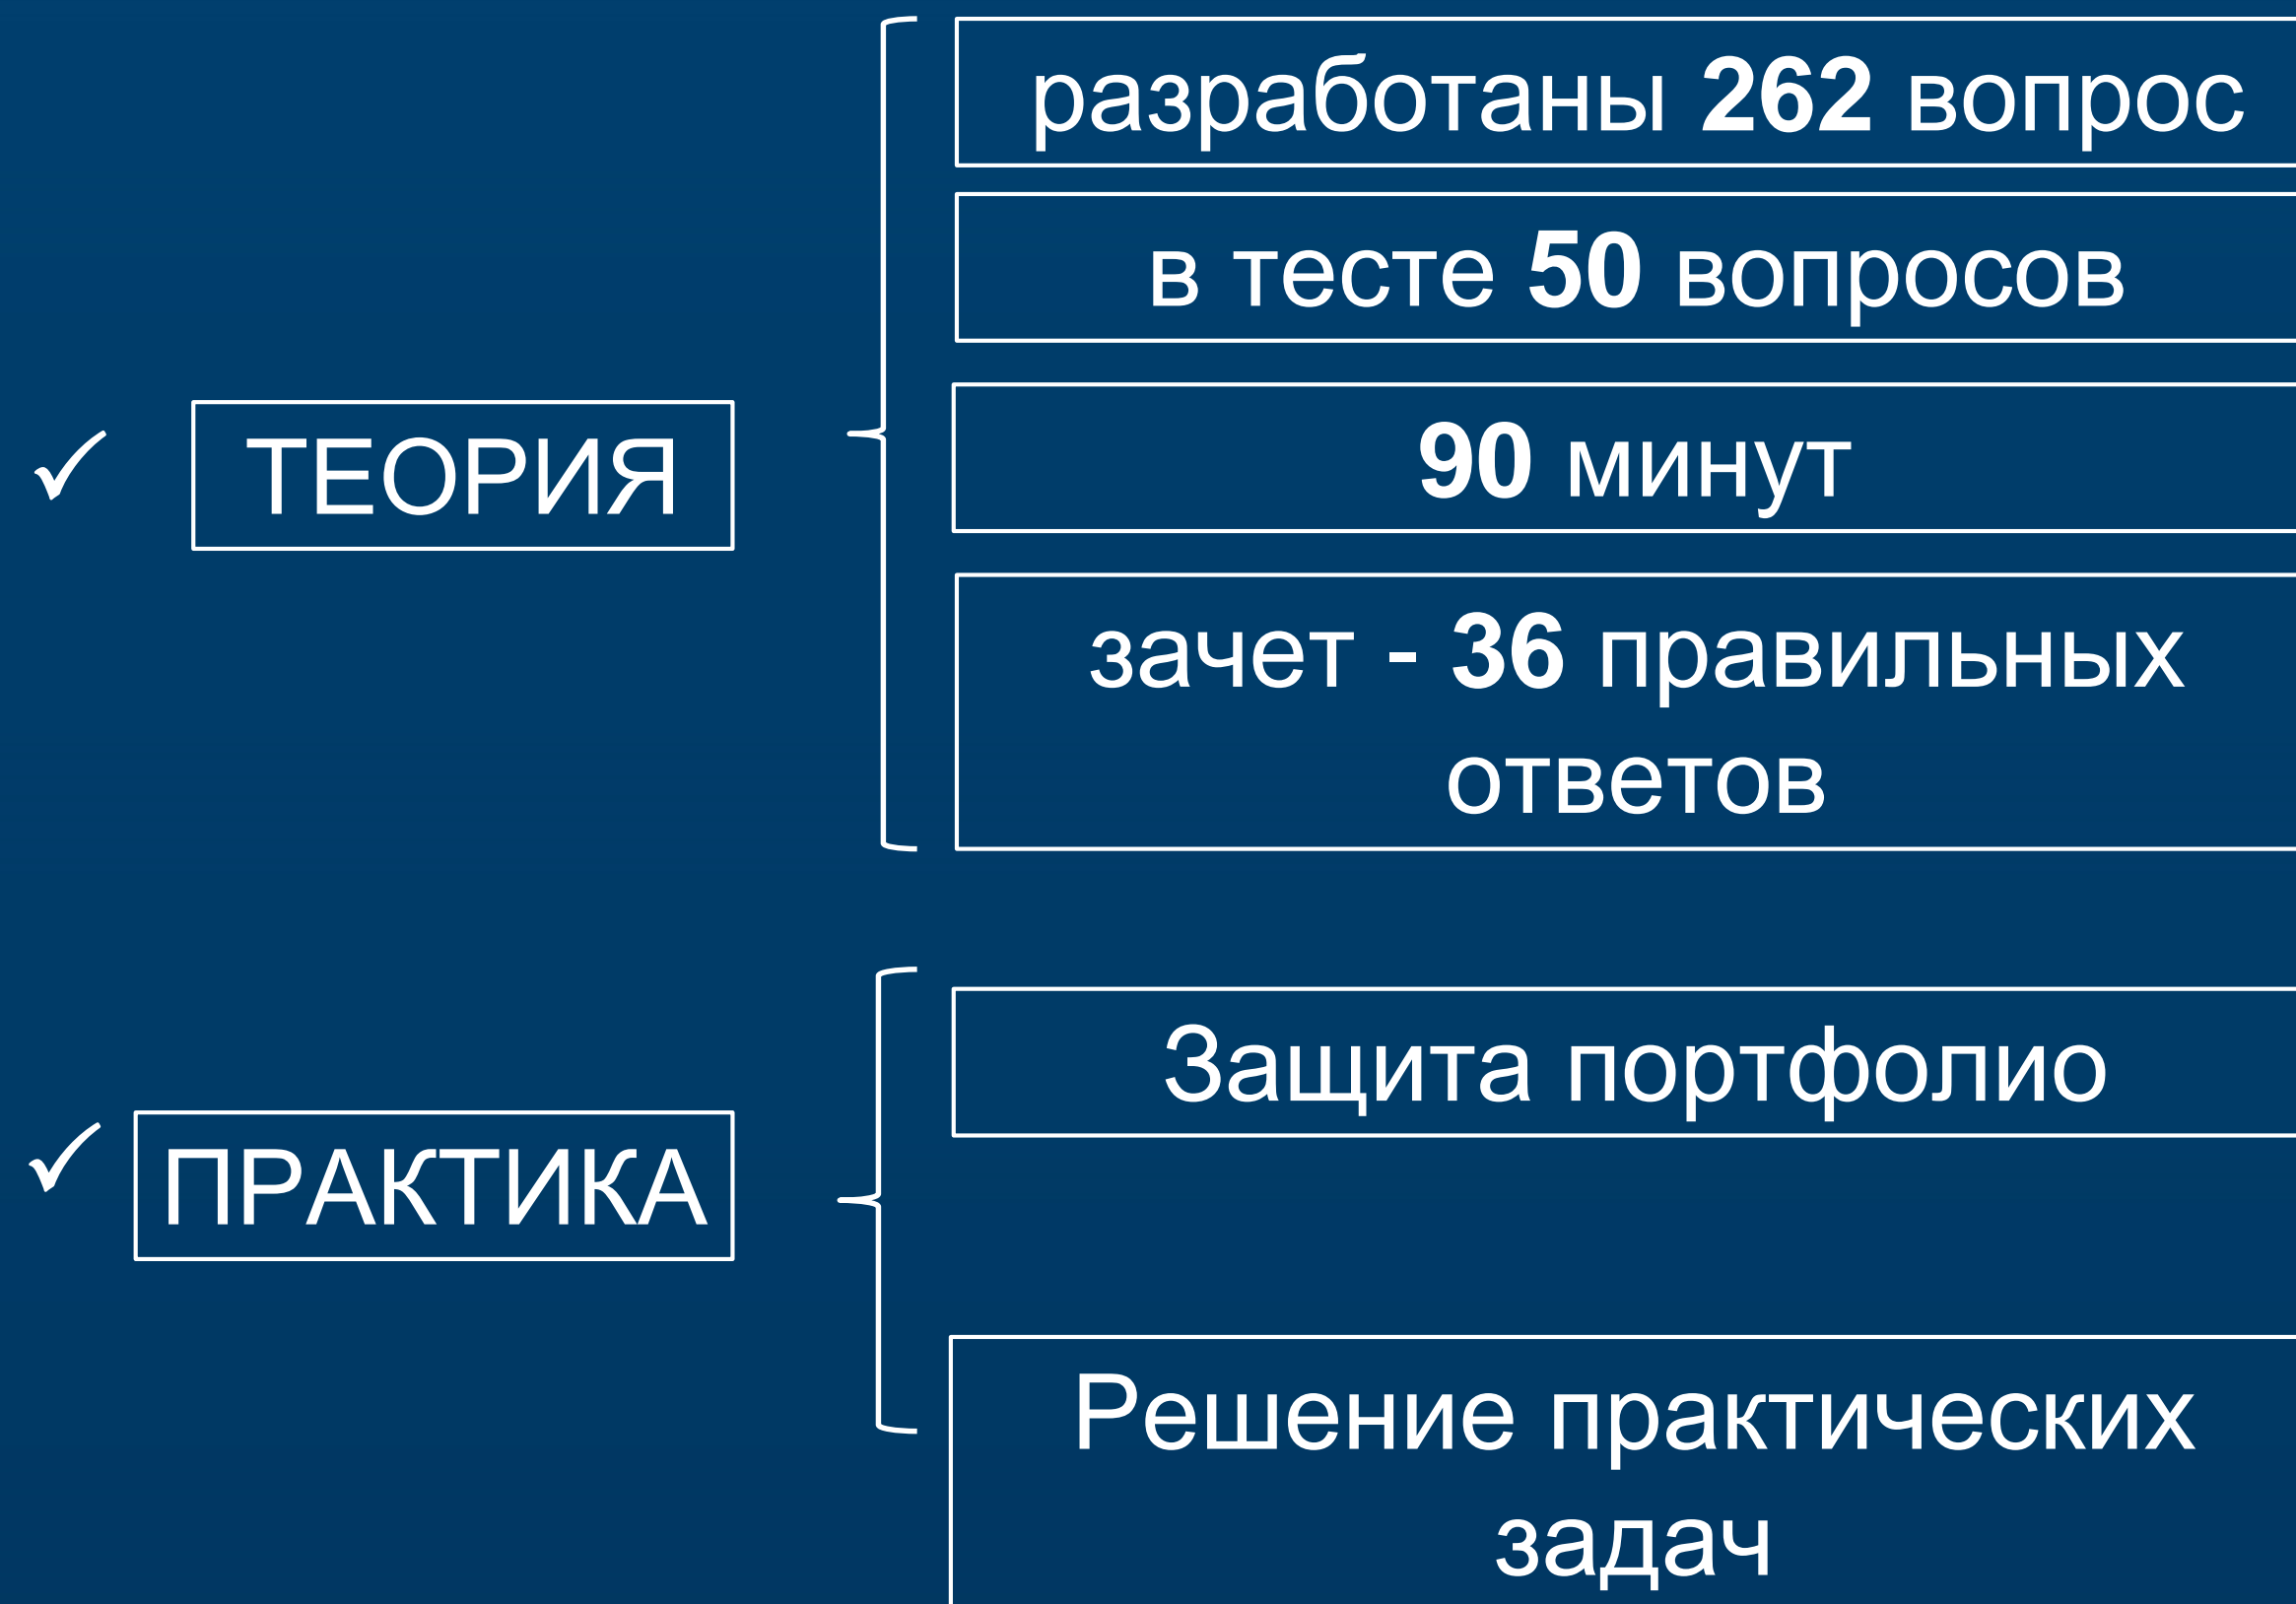 разработаны 262 вопрос
в тесте 50 вопросов
90 минут
ТЕОРИЯ
зачет - 36 правильных
ответов
Защита портфолио
ПРАКТИКА
Решение практических
задач